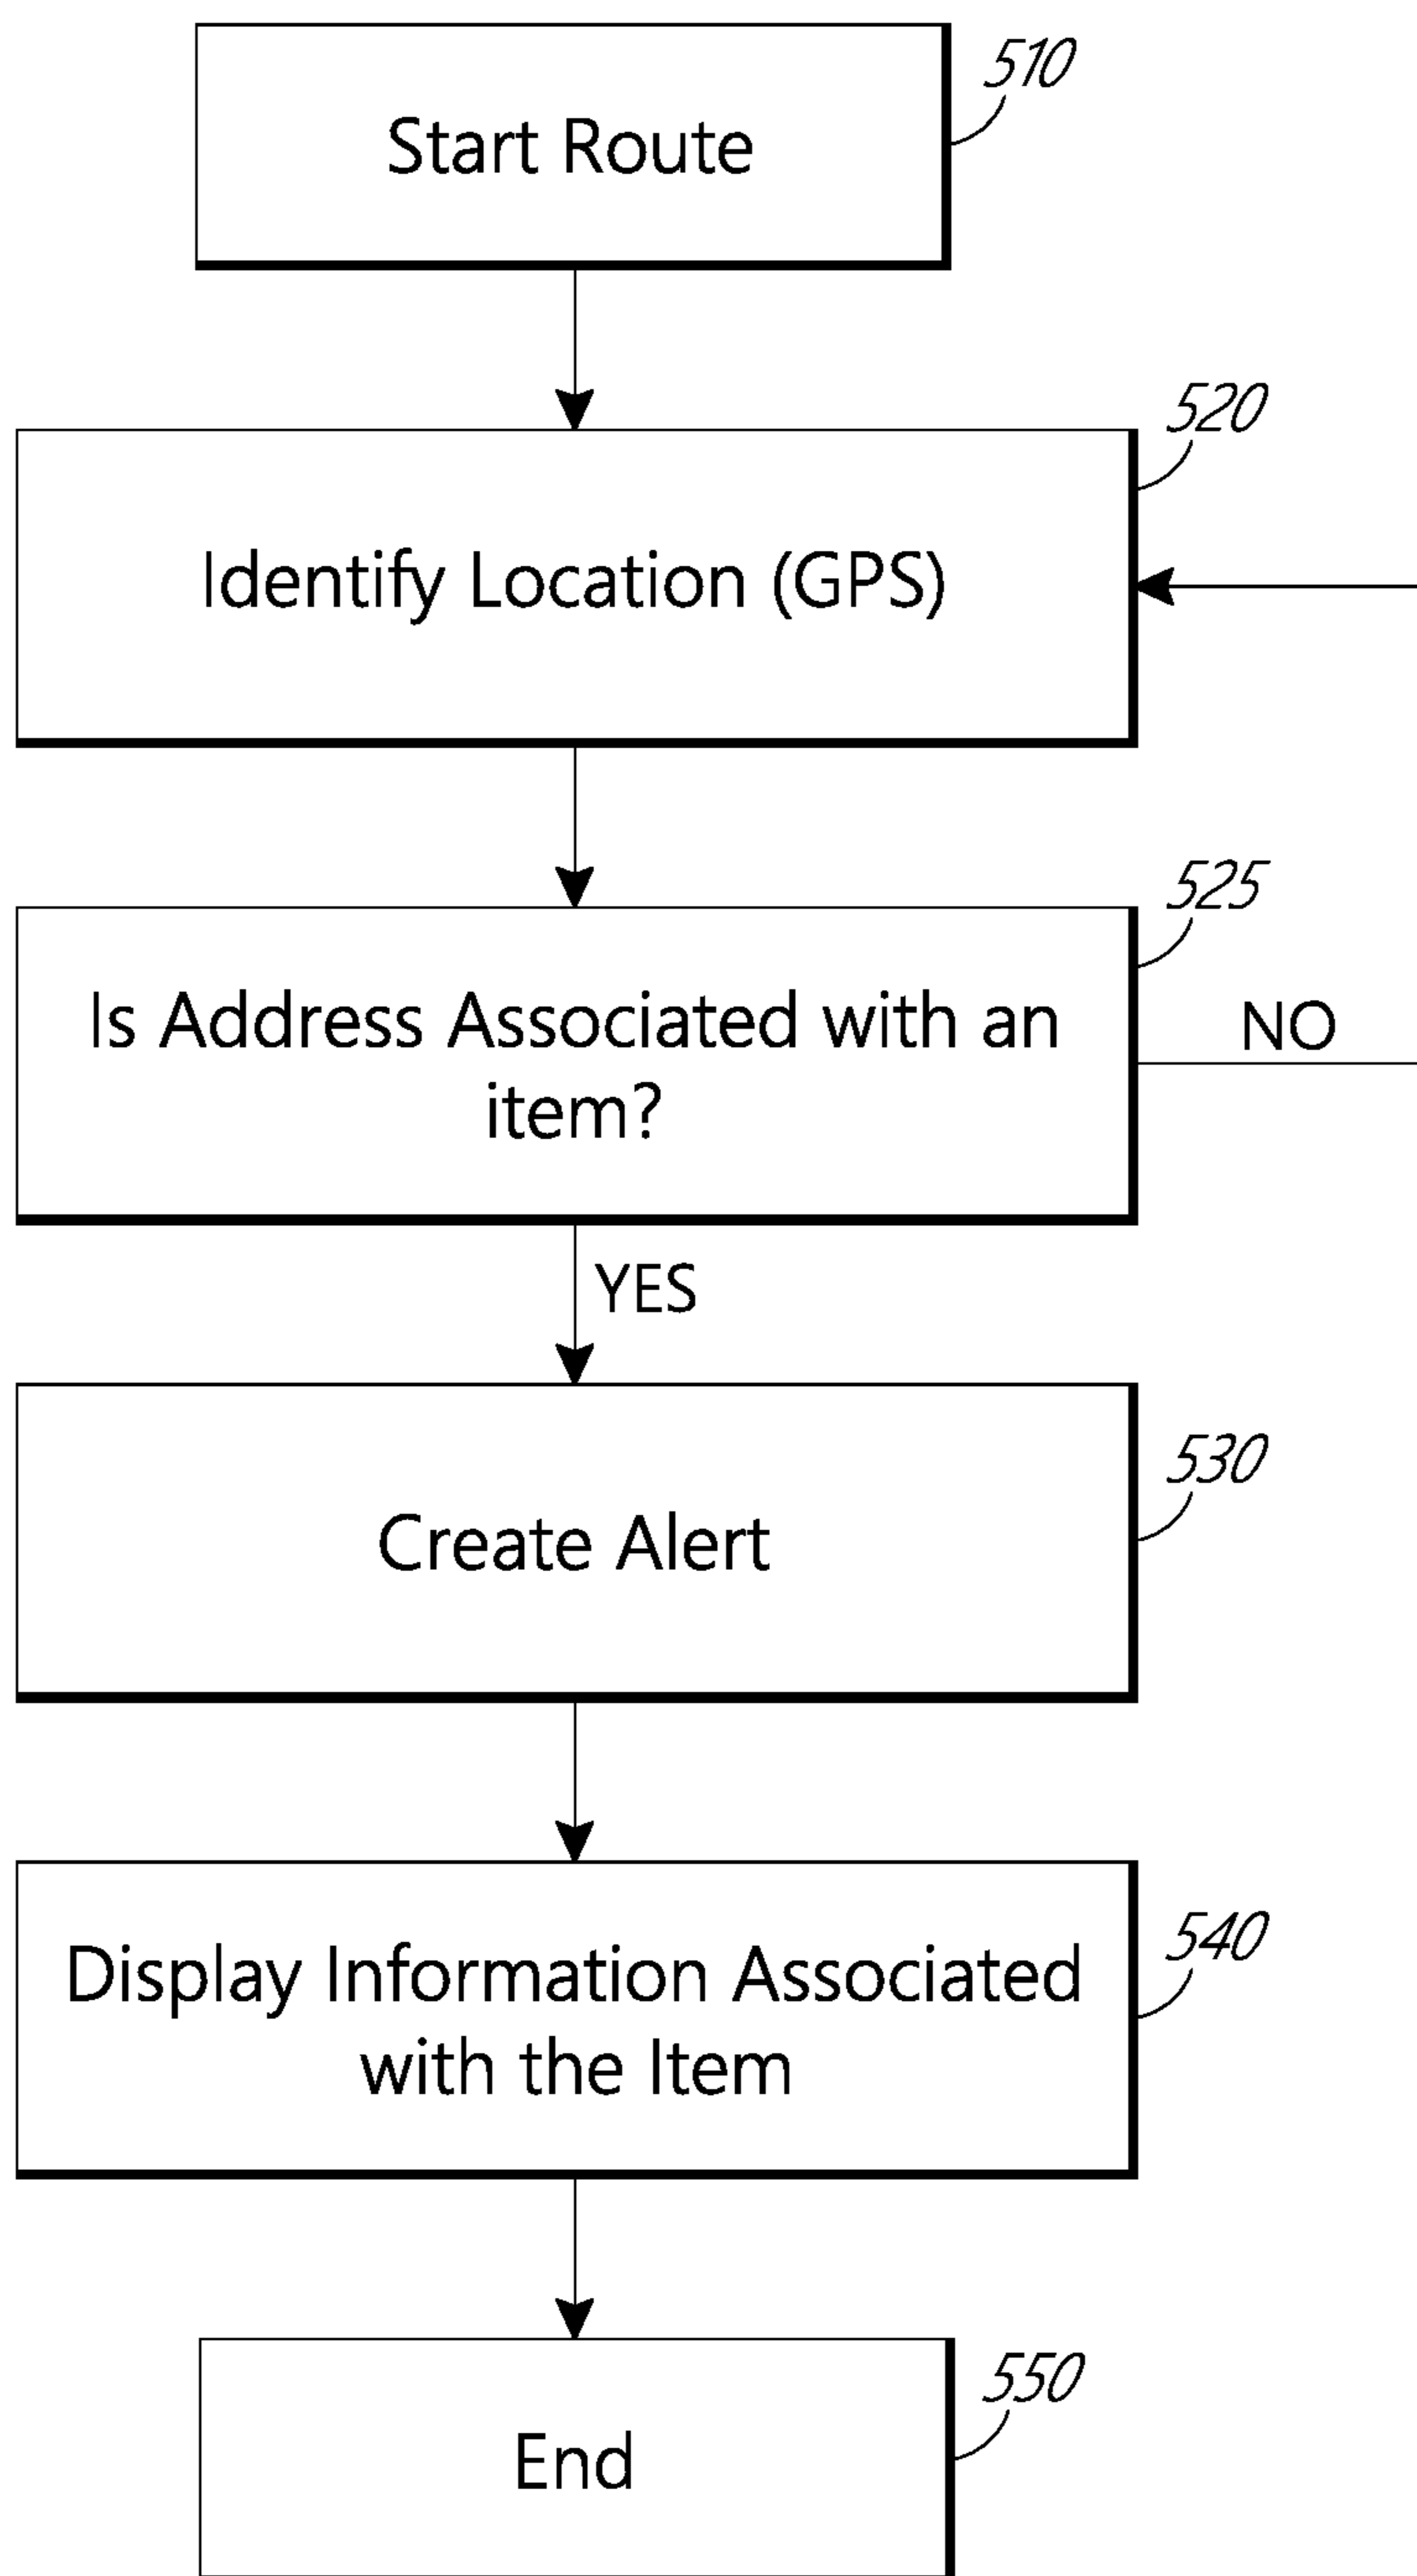 510
Start Route
520
Identify Location (GPS)
525
Is Address Associated with an
item?
NO
YES
530
Create Alert
540
Display Information Associated
with the Item
550
End